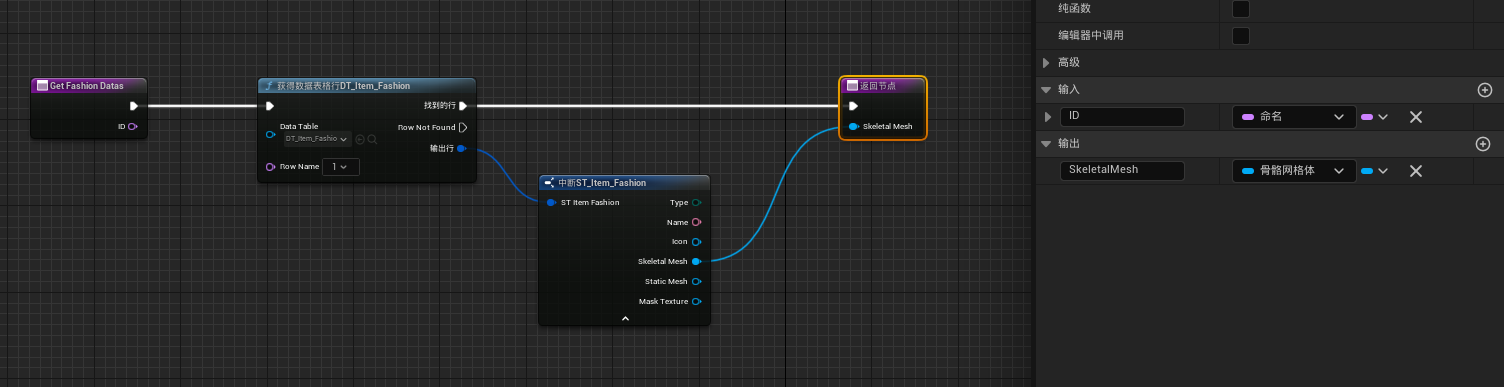 Get Fashion Datas
ID
获得数据表格行DT_Item_Fashion
找到的行
Data Table
DT_Item_Fashio
Row Not Found
输出行
Row Name
1
中断ST_Item_Fashion
ST Item Fashion
Type
Name
Icon
Skeletal Mesh
Static Mesh
Mask Texture
返回节点
Skeletal Mesh
纯函数
编辑器中调用
高级
输入
ID
命名
输出
SkeletalMesh
骨骼网格体